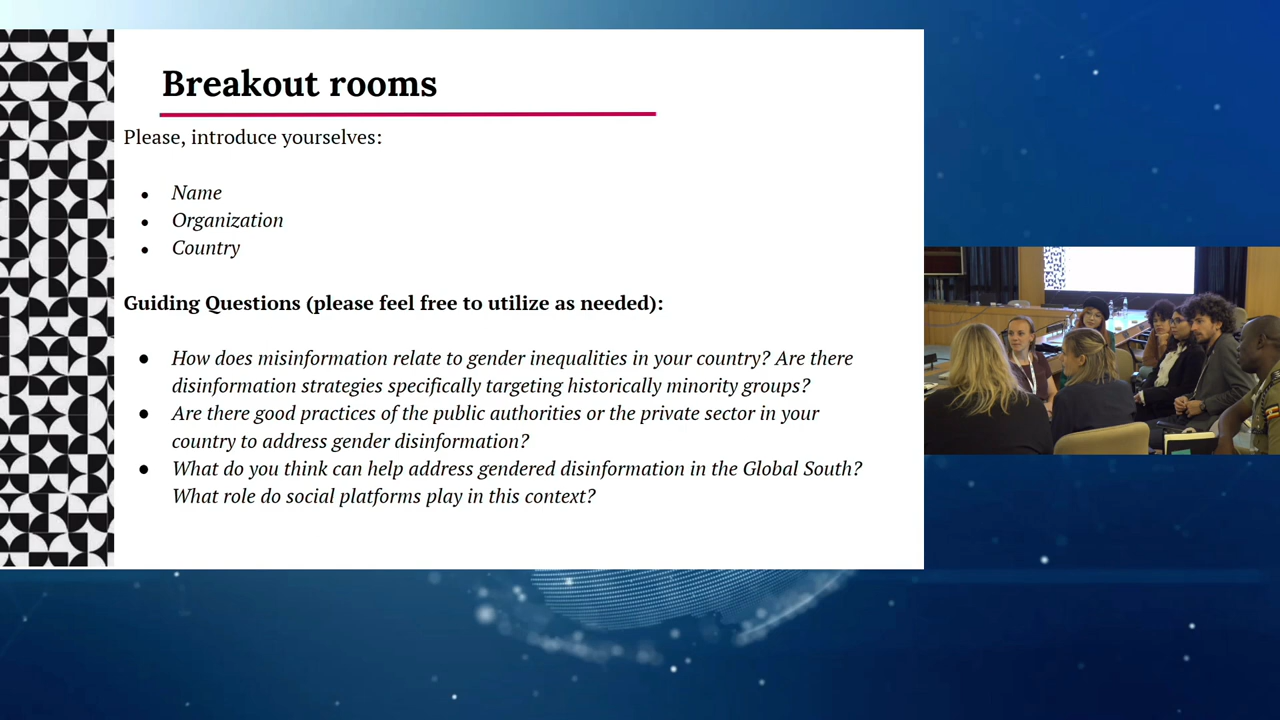 Breakout rooms
Please, introduce yourselves:
● Name
● Organization
● Country
Guiding Questions (please feel free to utilize as needed):
● How does misinformation relate to gender inequalities in your country? Are there
disinformation strategies specifically targeting historically minority groups?
● Are there good practices of the public authorities or the private sector in your
country to address gender disinformation?
● What do you think can help address gendered disinformation in the Global South?
What role do social platforms play in this context?